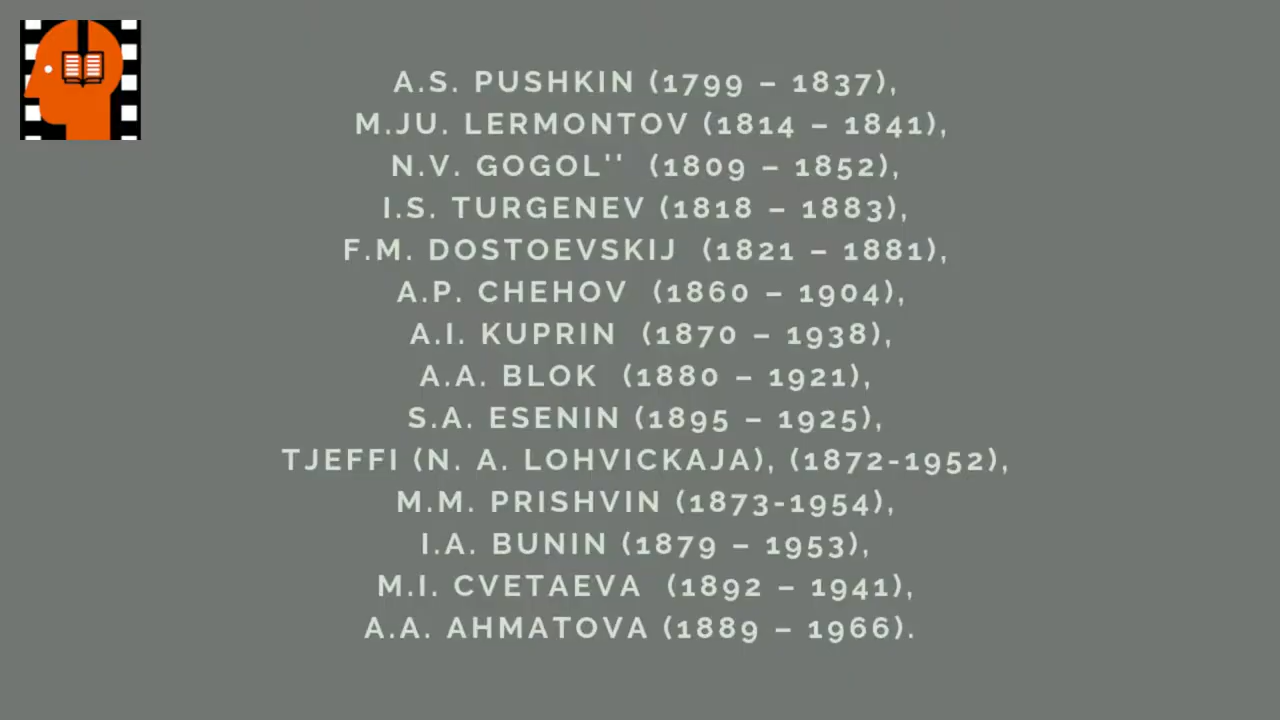 A.S. PUSHKIN (1799 – 1837),
M.JU. LERMONTOV (1814 – 1841),
N.V. GOGOL'' (1809 – 1852),
I.S. TURGENEV (1818 – 1883),
F.M. DOSTOEVSKIJ (1821 – 1881),
A.P. CHEHOV (1860 – 1904),
A.I. KUPRIN (1870 – 1938),
A.A. BLOK (1880 – 1921),
S.A. ESENIN (1895 – 1925),
TJEFFI (N. A. LOHVICKAJA), (1872-1952),
M.M. PRISHVIN (1873-1954),
I.A. BUNIN (1879 – 1953),
M.I. CVETAEVA (1892 – 1941),
A.A. AHMATOVA (1889 – 1966).